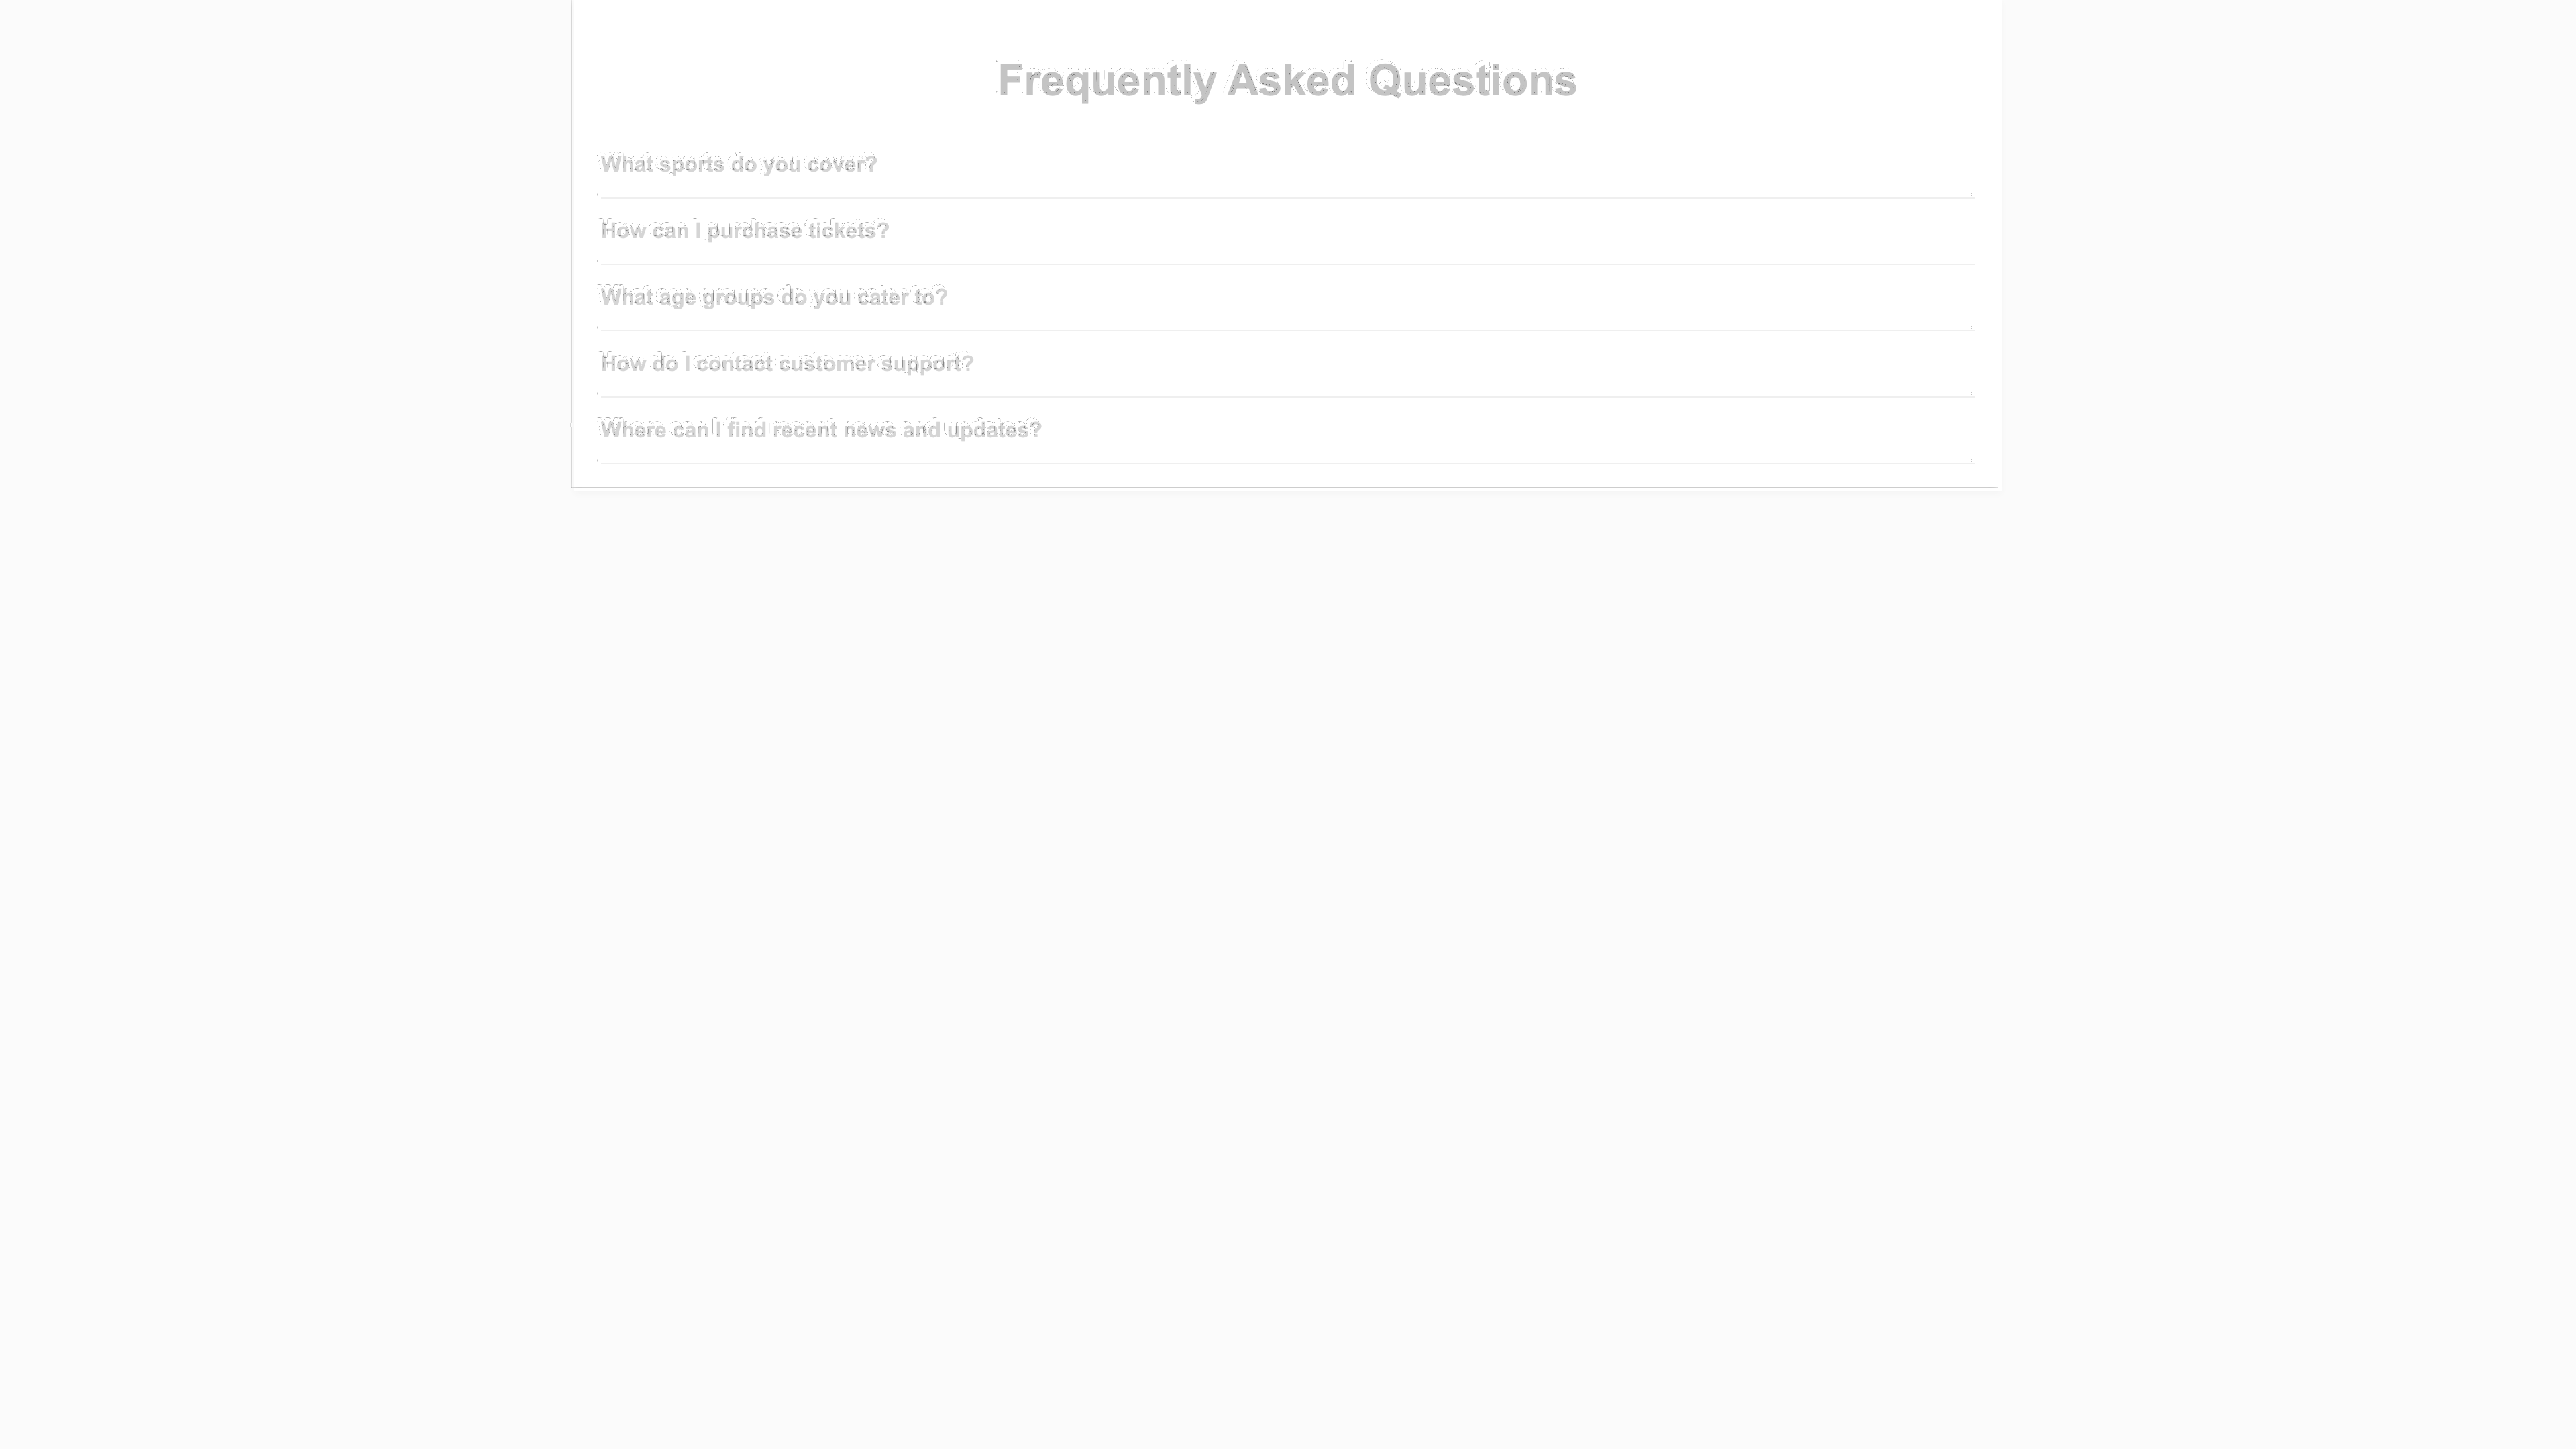 Frequently Asked Questions
What sports do you cover?
How can I purchase tickets?
What age groups do you cater to?
How do I contact customer support?
Where can I find recent news and updates?